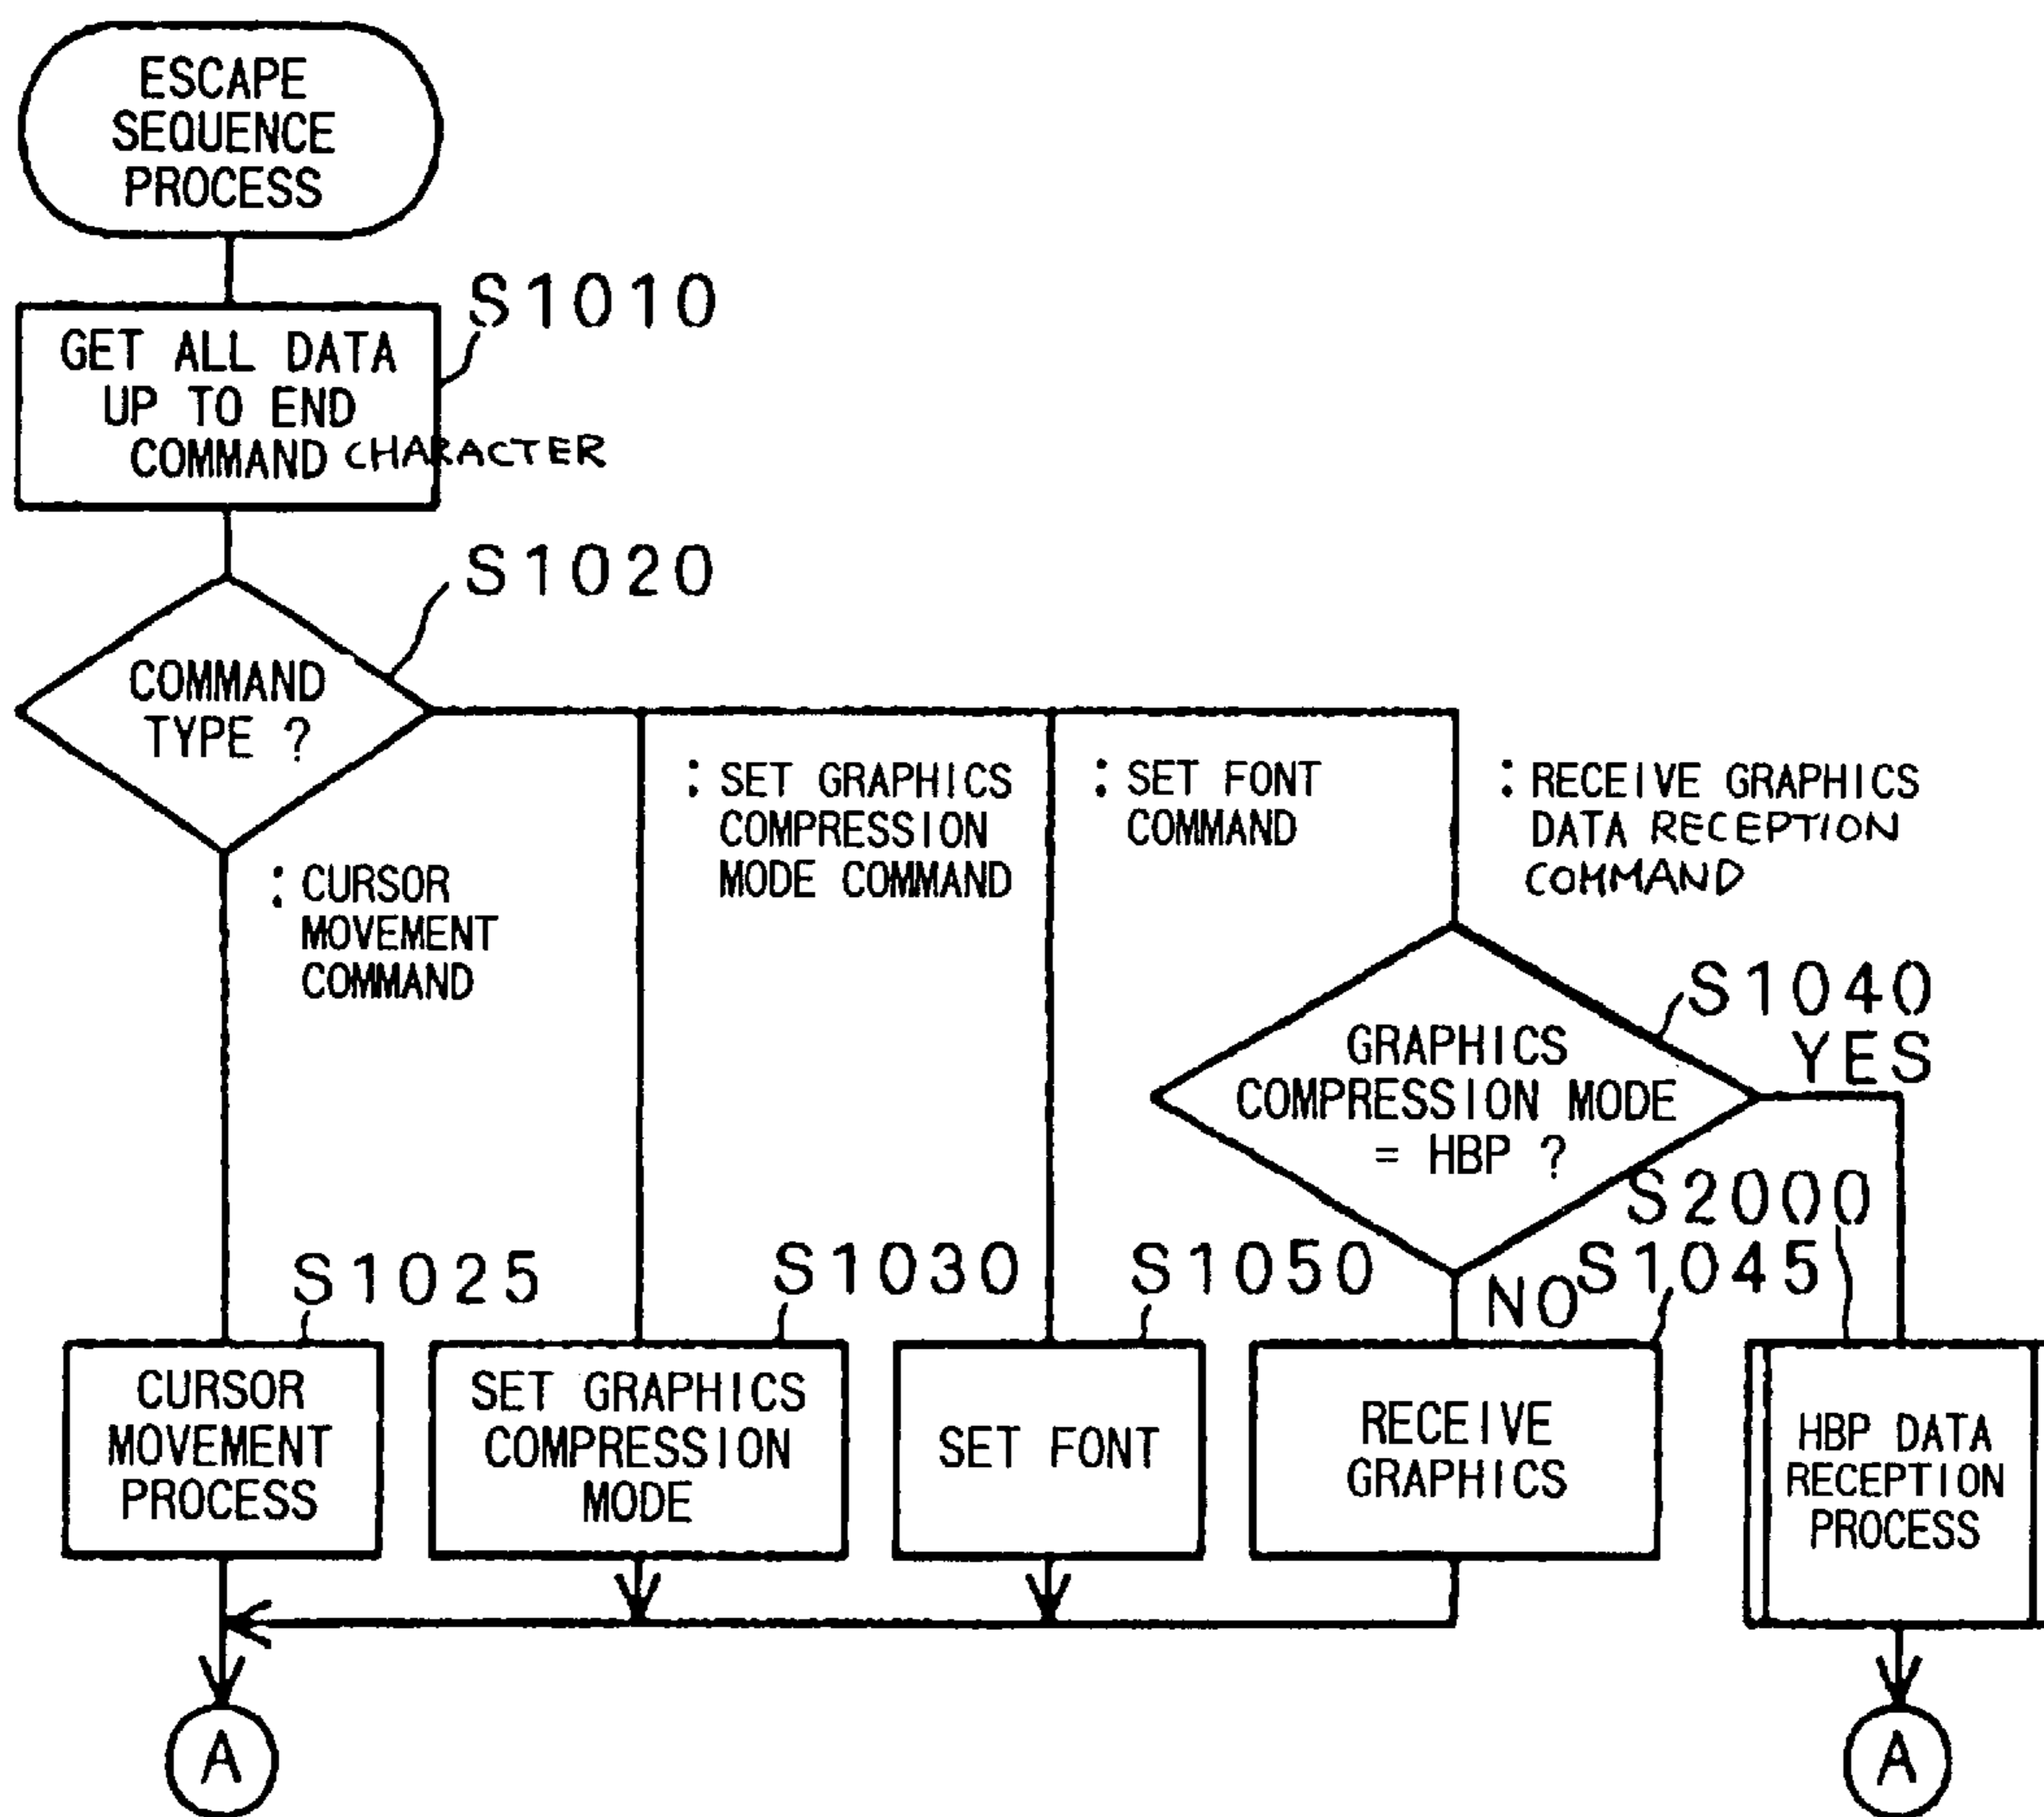 ESCAPE
SEQUENCE
PROCESS
S1010
GET ALL DATA
UP TO END
COMMAND CHARACTER
S1020
COMMAND
TYPE ?
: CURSOR
MOVEMENT
COMMAND
: SET GRAPHICS
COMPRESSION
MODE COMMAND
: SET FONT
COMMAND
: RECEIVE GRAPHICS
DATA RECEPTION
COMMAND
S1040
YES
GRAPHICS
COMPRESSION MODE
= HBP ?
NO
S1025
CURSOR
MOVEMENT
PROCESS
S1030
SET GRAPHICS
COMPRESSION
MODE
S1050
SET FONT
S1045
RECEIVE
GRAPHICS
S2000
HBP DATA
RECEPTION
PROCESS
A
A